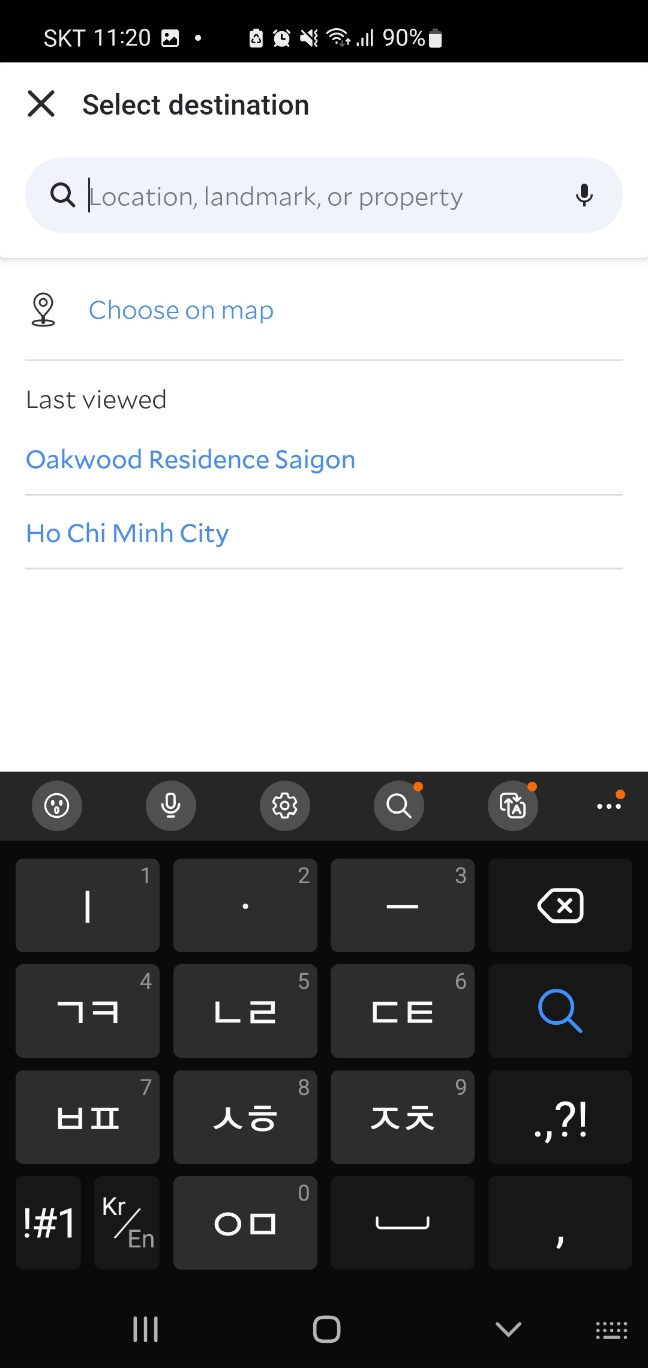 SKT 11:20 90%
Select destination
Location, landmark, or property
Choose on map
Last viewed
Oakwood Residence Saigon
Ho Chi Minh City
ㅣ 1 · 2 ㅡ 3
ㄱㅋ 4 ㄴㄹ 5 ㄷㅌ 6
ㅂㅍ 7 ㅅㅎ 8 ㅈㅊ 9 .,?!
!#1 Kr/En ㅇㅁ 0 ,